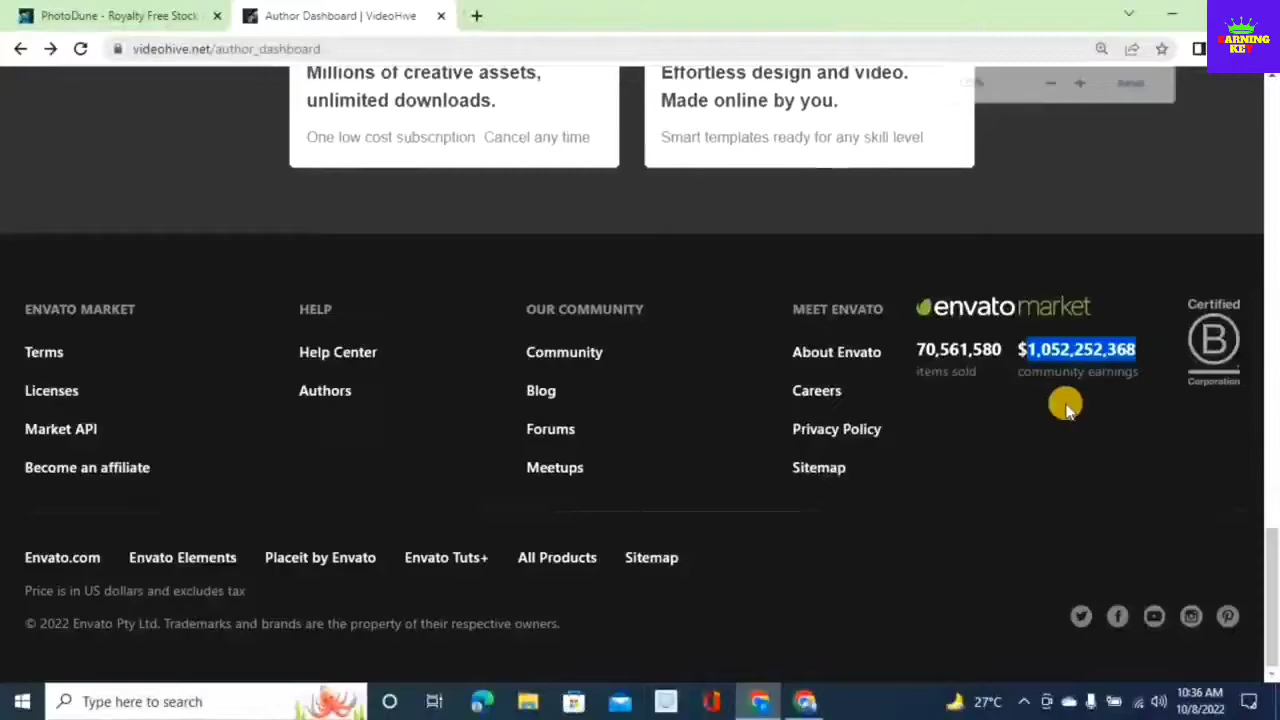 PhotoDune - Royalty Free Stock
Author Dashboard | VideoHive
EARNING
KEY
videohive.net/author_dashboard
Millions of creative assets,
unlimited downloads.
One low cost subscription Cancel any time
Effortless design and video.
Made online by you.
Smart templates ready for any skill level
ENVATO MARKET
Terms
Licenses
Market API
Become an affiliate
HELP
Help Center
Authors
OUR COMMUNITY
Community
Blog
Forums
Meetups
MEET ENVATO
About Envato
Careers
Privacy Policy
Sitemap
envatomarket
70,561,580 $1,052,252,368
items sold community earnings
Certified
B
Corporation
Envato.com Envato Elements Placeit by Envato Envato Tuts+ All Products Sitemap
Price is in US dollars and excludes tax
© 2022 Envato Pty Ltd. Trademarks and brands are the property of their respective owners.
Type here to search
27°C
10:36 AM
10/8/2022